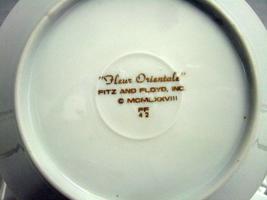 "Fleur Orientale"
FITZ AND FLOYD, INC.
© MCMLXXVIII
FF
42